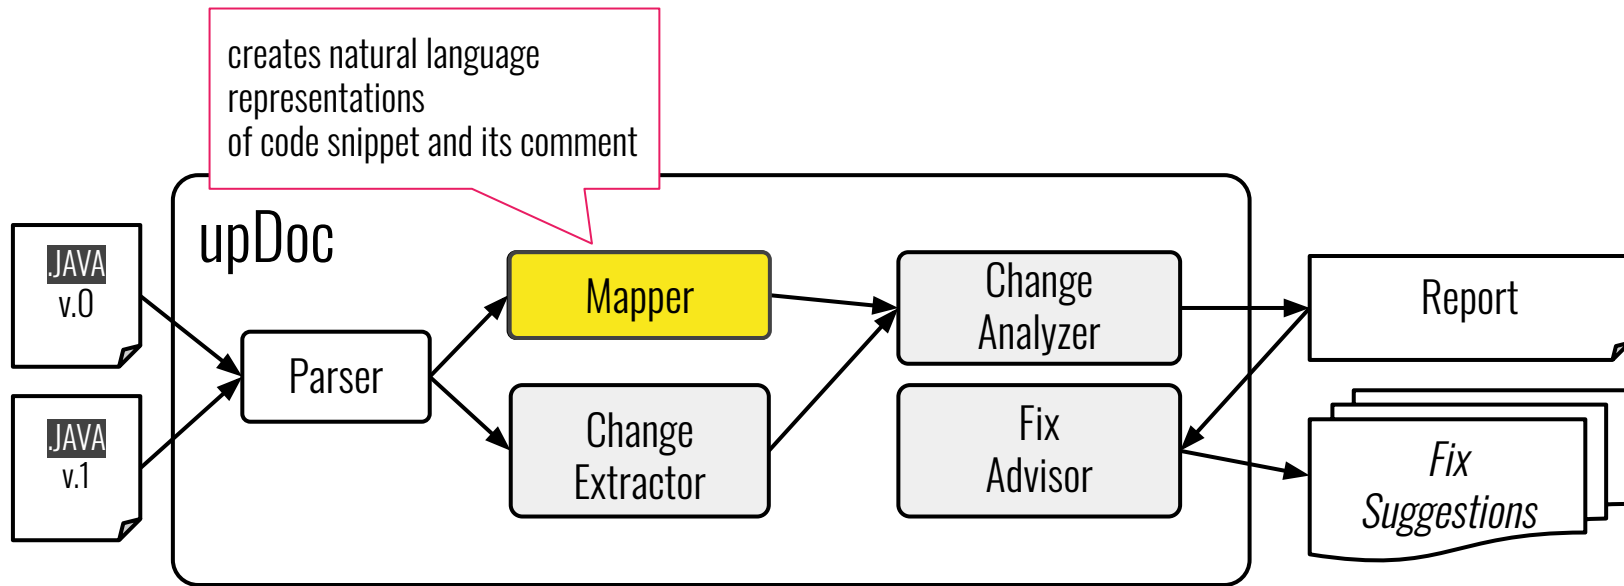 creates natural language
representations
of code snippet and its comment
upDoc
.JAVA
v.0
.JAVA
v.1
Parser
Mapper
Change
Extractor
Change
Analyzer
Fix
Advisor
Report
Fix
Suggestions